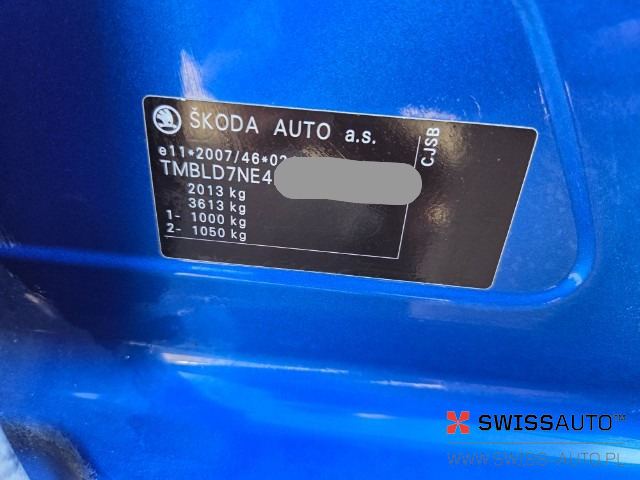 ŠKODA AUTO a.s.
e11*2007/46*0
TMBLD7NE4
2013 kg
3613 kg
1- 1000 kg
2- 1050 kg
CJSB
SWISSAUTO™
WWW.SWISS-AUTO.PL